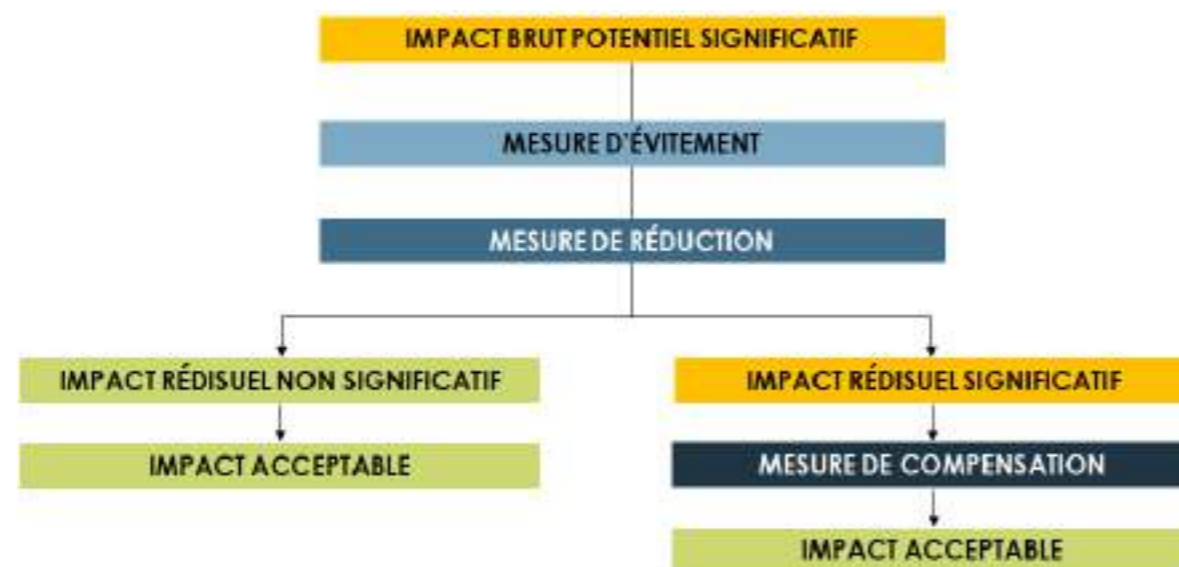 IMPACT BRUT POTENTIEL SIGNIFICATIF
MESURE D'ÉVITEMENT
MESURE DE RÉDUCTION
IMPACT RÉDISUEL NON SIGNIFICATIF
IMPACT ACCEPTABLE
IMPACT RÉDISUEL SIGNIFICATIF
MESURE DE COMPENSATION
IMPACT ACCEPTABLE